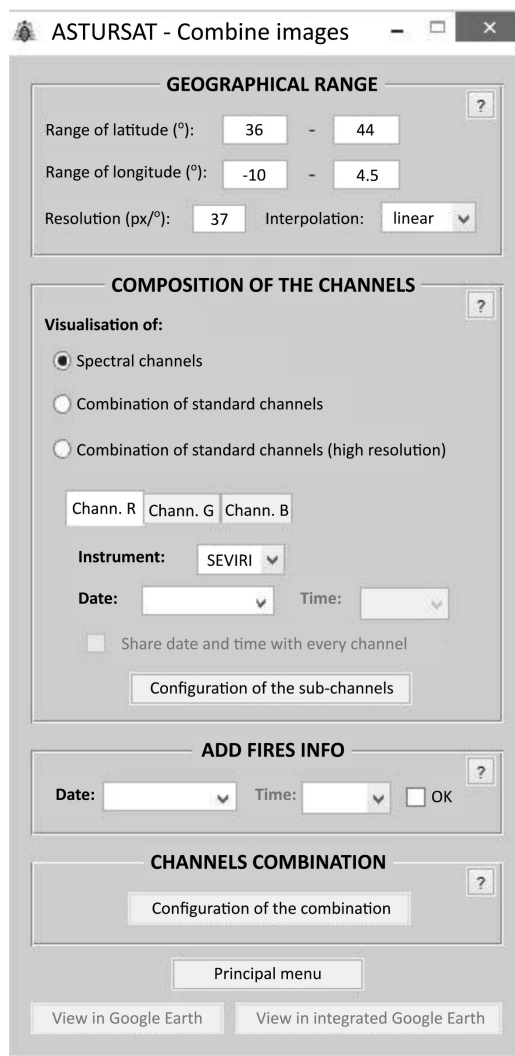 ASTURSAT - Combine images
GEOGRAPHICAL RANGE
?
Range of latitude (º): 36 - 44
Range of longitude (º): -10 - 4.5
Resolution (px/º): 37 Interpolation: linear
COMPOSITION OF THE CHANNELS
?
Visualisation of:
Spectral channels
Combination of standard channels
Combination of standard channels (high resolution)
Chann. R Chann. G Chann. B
Instrument: SEVIRI
Date: Time:
Share date and time with every channel
Configuration of the sub-channels
ADD FIRES INFO
?
Date: Time: OK
CHANNELS COMBINATION
?
Configuration of the combination
Principal menu
View in Google Earth View in integrated Google Earth